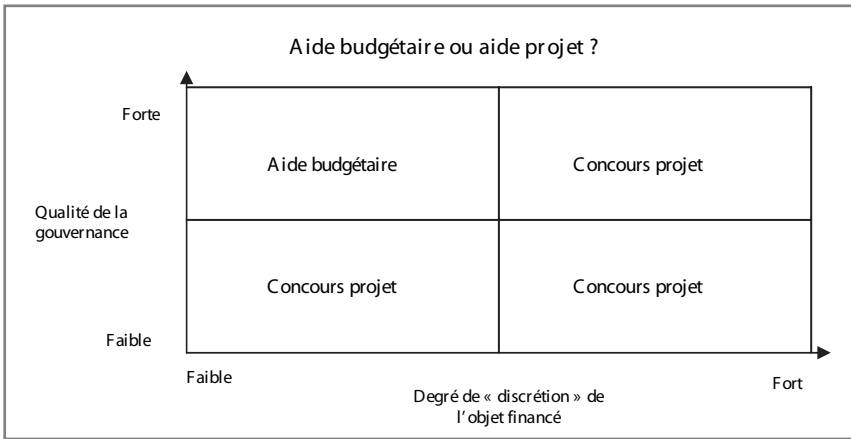 Aide budgétaire ou aide projet ?
Forte
Aide budgétaire
Concours projet
Qualité de la
gouvernance
Concours projet
Concours projet
Faible
Faible
Fort
Degré de « discrétion » de
l’objet financé